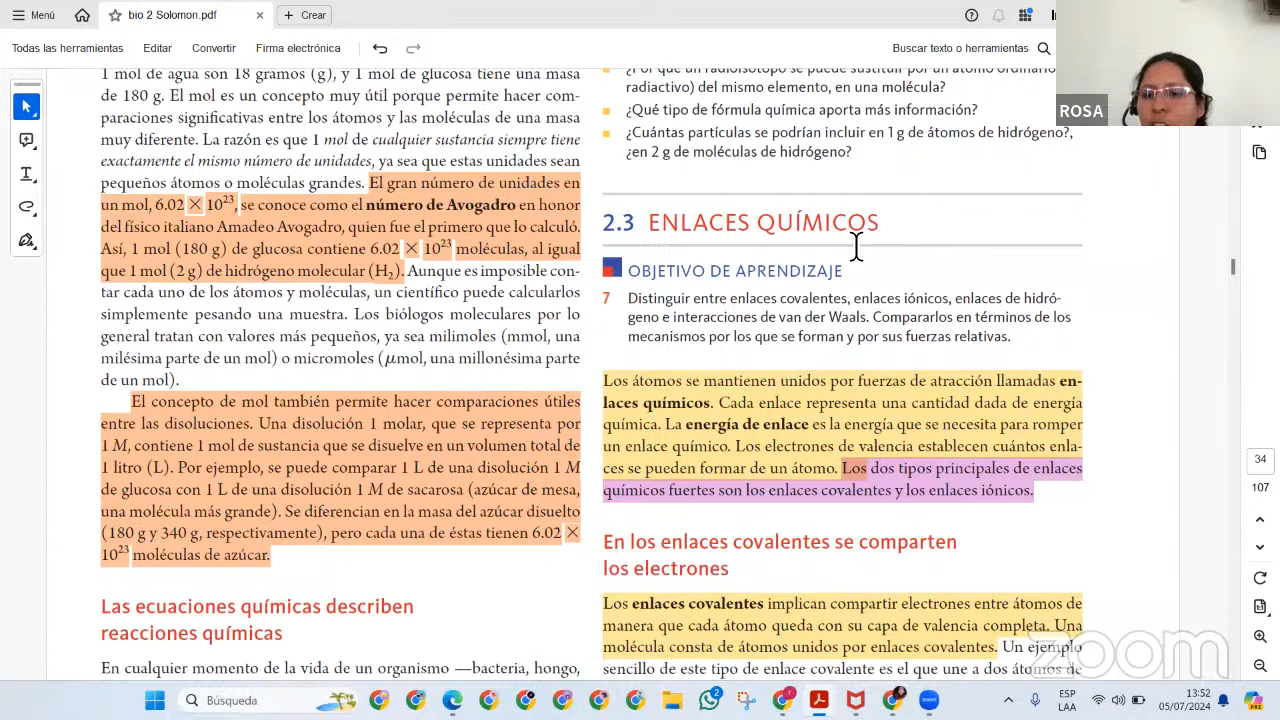 Menú
bio 2 Solomon.pdf
Crear
Todas las herramientas
Editar
Convertir
Firma electrónica
Buscar texto o herramientas
ROSA
1 mol de agua son 18 gramos (g), y 1 mol de glucosa tiene una masa
de 180 g. El mol es un concepto muy útil porque permite hacer com-
paraciones significativas entre los átomos y las moléculas de una masa
muy diferente. La razón es que 1 mol de cualquier sustancia siempre tiene
exactamente el mismo número de unidades, ya sea que estas unidades sean
pequeños átomos o moléculas grandes. El gran número de unidades en
un mol, 6.02 × 10²³, se conoce como el número de Avogadro en honor
del físico italiano Amadeo Avogadro, quien fue el primero que lo calculó.
Así, 1 mol (180 g) de glucosa contiene 6.02 × 10²³ moléculas, al igual
que 1 mol (2 g) de hidrógeno molecular (H₂). Aunque es imposible con-
tar cada uno de los átomos y moléculas, un científico puede calcularlos
simplemente pesando una muestra. Los biólogos moleculares por lo
general tratan con valores más pequeños, ya sea milimoles (mmol, una
milésima parte de un mol) o micromoles (μmol, una millonésima parte
de un mol).
El concepto de mol también permite hacer comparaciones útiles
entre las disoluciones. Una disolución 1 molar, que se representa por
1 M, contiene 1 mol de sustancia que se disuelve en un volumen total de
1 litro (L). Por ejemplo, se puede comparar 1 L de una disolución 1 M
de glucosa con 1 L de una disolución 1 M de sacarosa (azúcar de mesa,
una molécula más grande). Se diferencian en la masa del azúcar disuelto
(180 g y 340 g, respectivamente), pero cada una de éstas tienen 6.02 ×
10²³ moléculas de azúcar.
Las ecuaciones químicas describen
reacciones químicas
En cualquier momento de la vida de un organismo —bacteria, hongo,
¿Por qué un radioisótopo se puede sustituir por un átomo ordinario
radiactivo) del mismo elemento, en una molécula?
¿Qué tipo de fórmula química aporta más información?
¿Cuántas partículas se podrían incluir en 1 g de átomos de hidrógeno?,
¿en 2 g de moléculas de hidrógeno?
2.3 ENLACES QUÍMICOS
OBJETIVO DE APRENDIZAJE
7 Distinguir entre enlaces covalentes, enlaces iónicos, enlaces de hidró-
geno e interacciones de van der Waals. Compararlos en términos de los
mecanismos por los que se forman y por sus fuerzas relativas.
Los átomos se mantienen unidos por fuerzas de atracción llamadas en-
laces químicos. Cada enlace representa una cantidad dada de energía
química. La energía de enlace es la energía que se necesita para romper
un enlace químico. Los electrones de valencia establecen cuántos enla-
ces se pueden formar de un átomo. Los dos tipos principales de enlaces
químicos fuertes son los enlaces covalentes y los enlaces iónicos.
En los enlaces covalentes se comparten
los electrones
Los enlaces covalentes implican compartir electrones entre átomos de
manera que cada átomo queda con su capa de valencia completa. Una
molécula consta de átomos unidos por enlaces covalentes. Un ejemplo
sencillo de este tipo de enlace covalente es el que une a dos átomos de
zoom
34
107
Búsqueda
2
ESP
LAA
13:52
05/07/2024